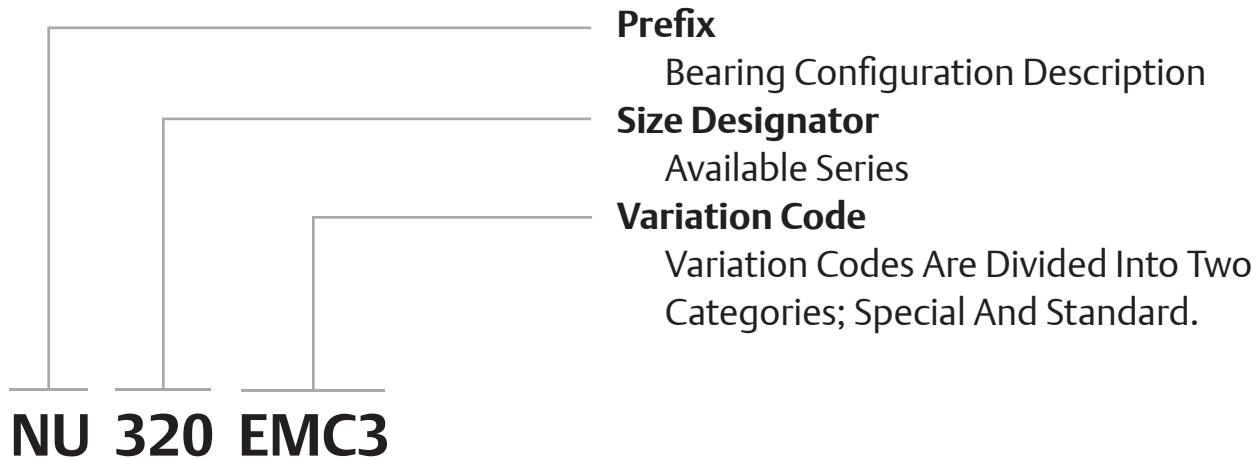 Prefix
Bearing Configuration Description
Size Designator
Available Series
Variation Code
Variation Codes Are Divided Into Two
Categories; Special And Standard.
NU 320 EMC3